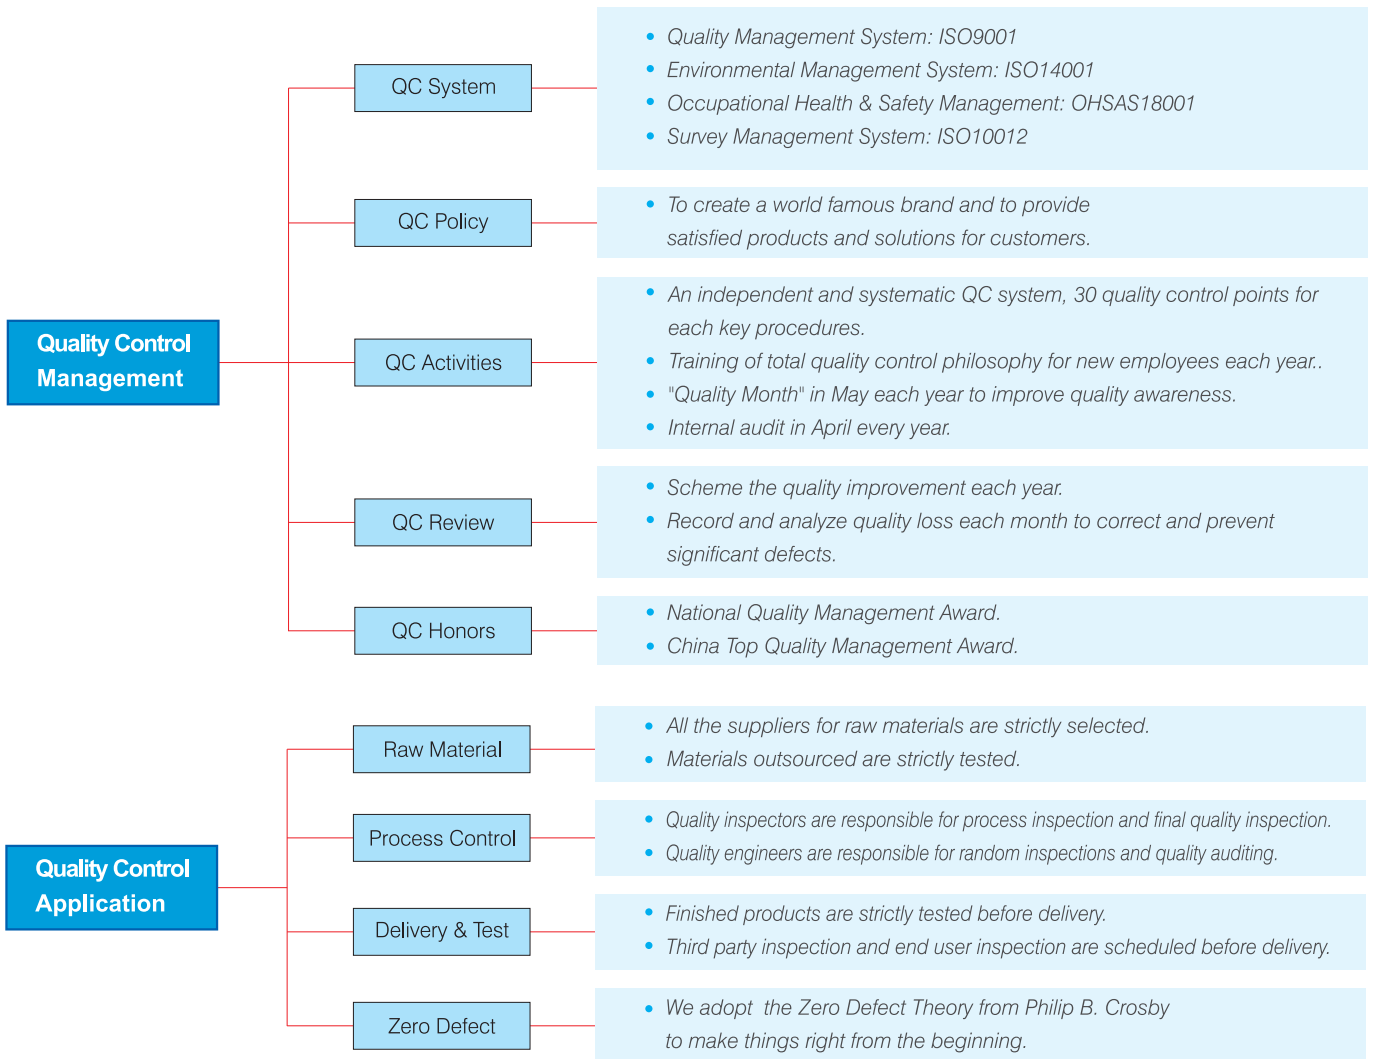 Quality Control
Management
QC System
• Quality Management System: ISO9001
• Environmental Management System: ISO14001
• Occupational Health & Safety Management: OHSAS18001
• Survey Management System: ISO10012
QC Policy
• To create a world famous brand and to provide
satisfied products and solutions for customers.
QC Activities
• An independent and systematic QC system, 30 quality control points for
each key procedures.
• Training of total quality control philosophy for new employees each year..
• "Quality Month" in May each year to improve quality awareness.
• Internal audit in April every year.
QC Review
• Scheme the quality improvement each year.
• Record and analyze quality loss each month to correct and prevent
significant defects.
QC Honors
• National Quality Management Award.
• China Top Quality Management Award.
Quality Control
Application
Raw Material
• All the suppliers for raw materials are strictly selected.
• Materials outsourced are strictly tested.
Process Control
• Quality inspectors are responsible for process inspection and final quality inspection.
• Quality engineers are responsible for random inspections and quality auditing.
Delivery & Test
• Finished products are strictly tested before delivery.
• Third party inspection and end user inspection are scheduled before delivery.
Zero Defect
• We adopt the Zero Defect Theory from Philip B. Crosby
to make things right from the beginning.